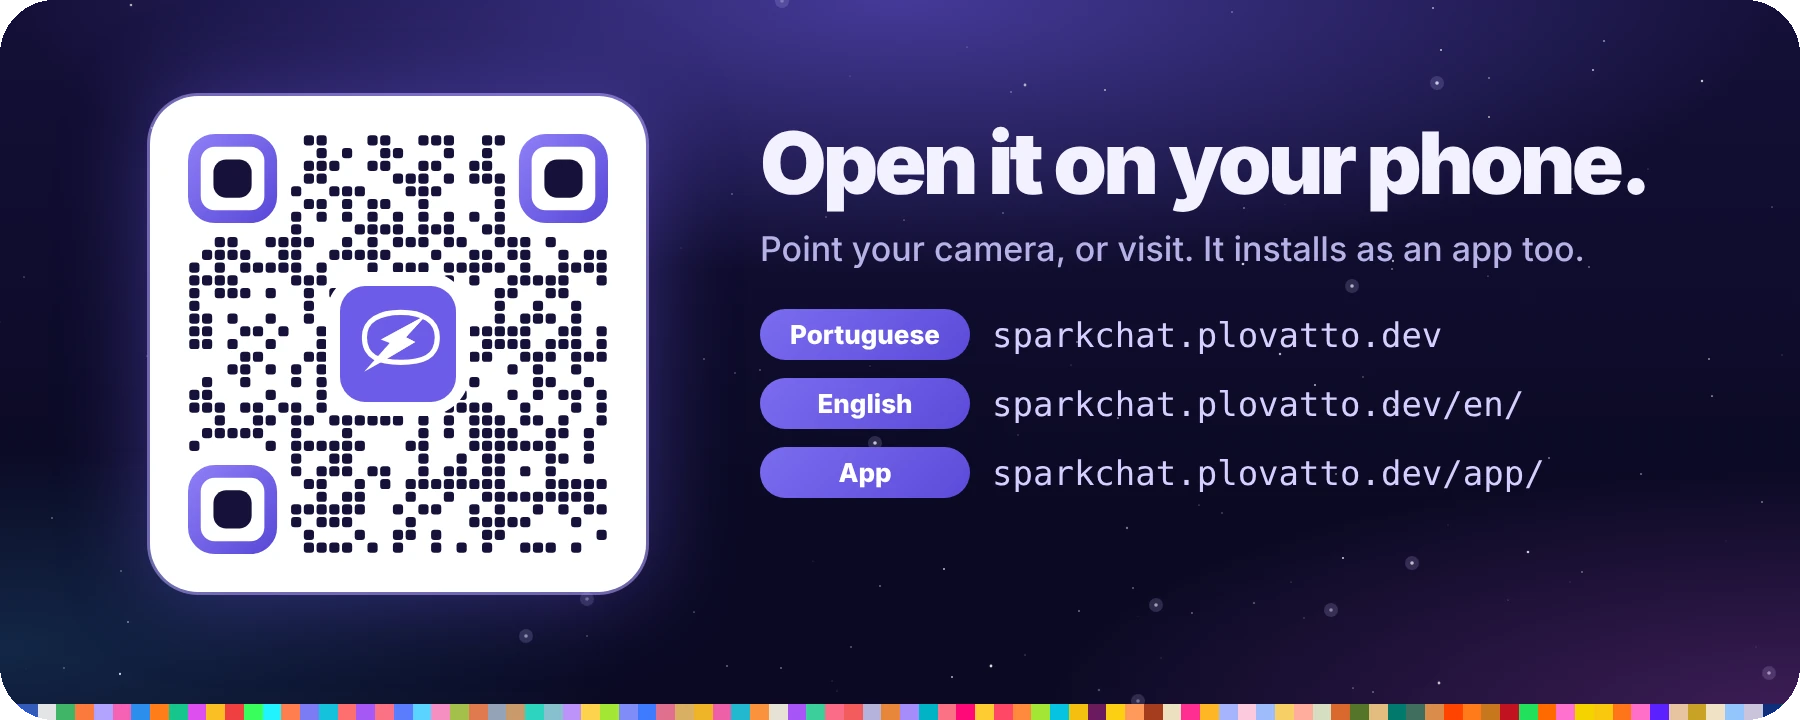 Open it on your phone.
Point your camera, or visit. It installs as an app too.
Portuguese sparkchat.plovatto.dev
English sparkchat.plovatto.dev/en/
App sparkchat.plovatto.dev/app/